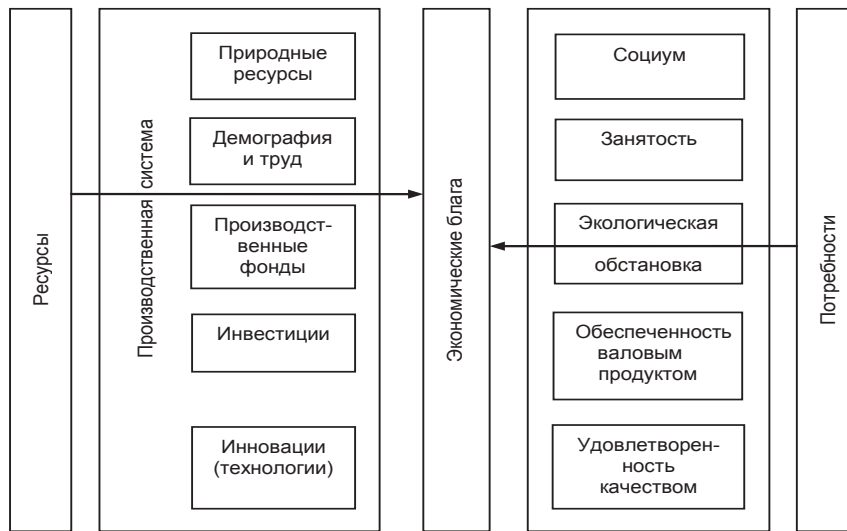 Ресурсы
Производственная система
Природные
ресурсы
Демография
и труд
Производст-
венные
фонды
Инвестиции
Инновации
(технологии)
Экономические блага
Социум
Занятость
Экологическая
обстановка
Обеспеченность
валовым
продуктом
Удовлетворен-
ность
качеством
Потребности